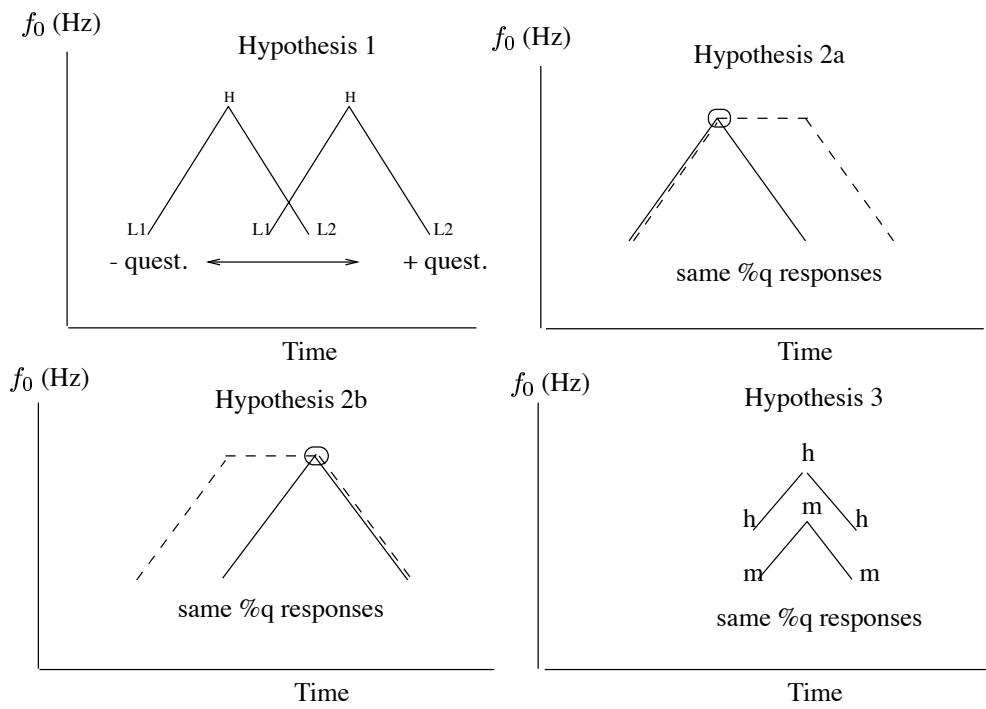 f0 (Hz)
Hypothesis 1
H H
L1 L1 L2 L2
- quest. + quest.
Time
f0 (Hz)
Hypothesis 2a
same %q responses
Time
f0 (Hz)
Hypothesis 2b
same %q responses
Time
f0 (Hz)
Hypothesis 3
h
m
h h
m m
same %q responses
Time